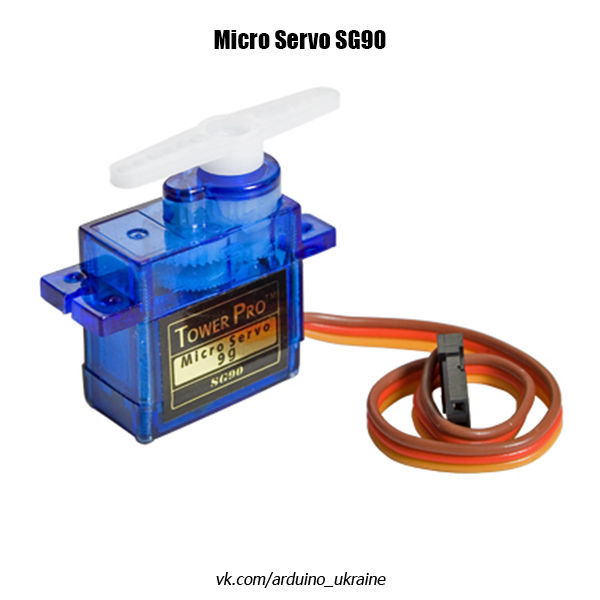 Micro Servo SG90
TOWER PRO™
Micro Servo
9g
SG90
vk.com/arduino_ukraine